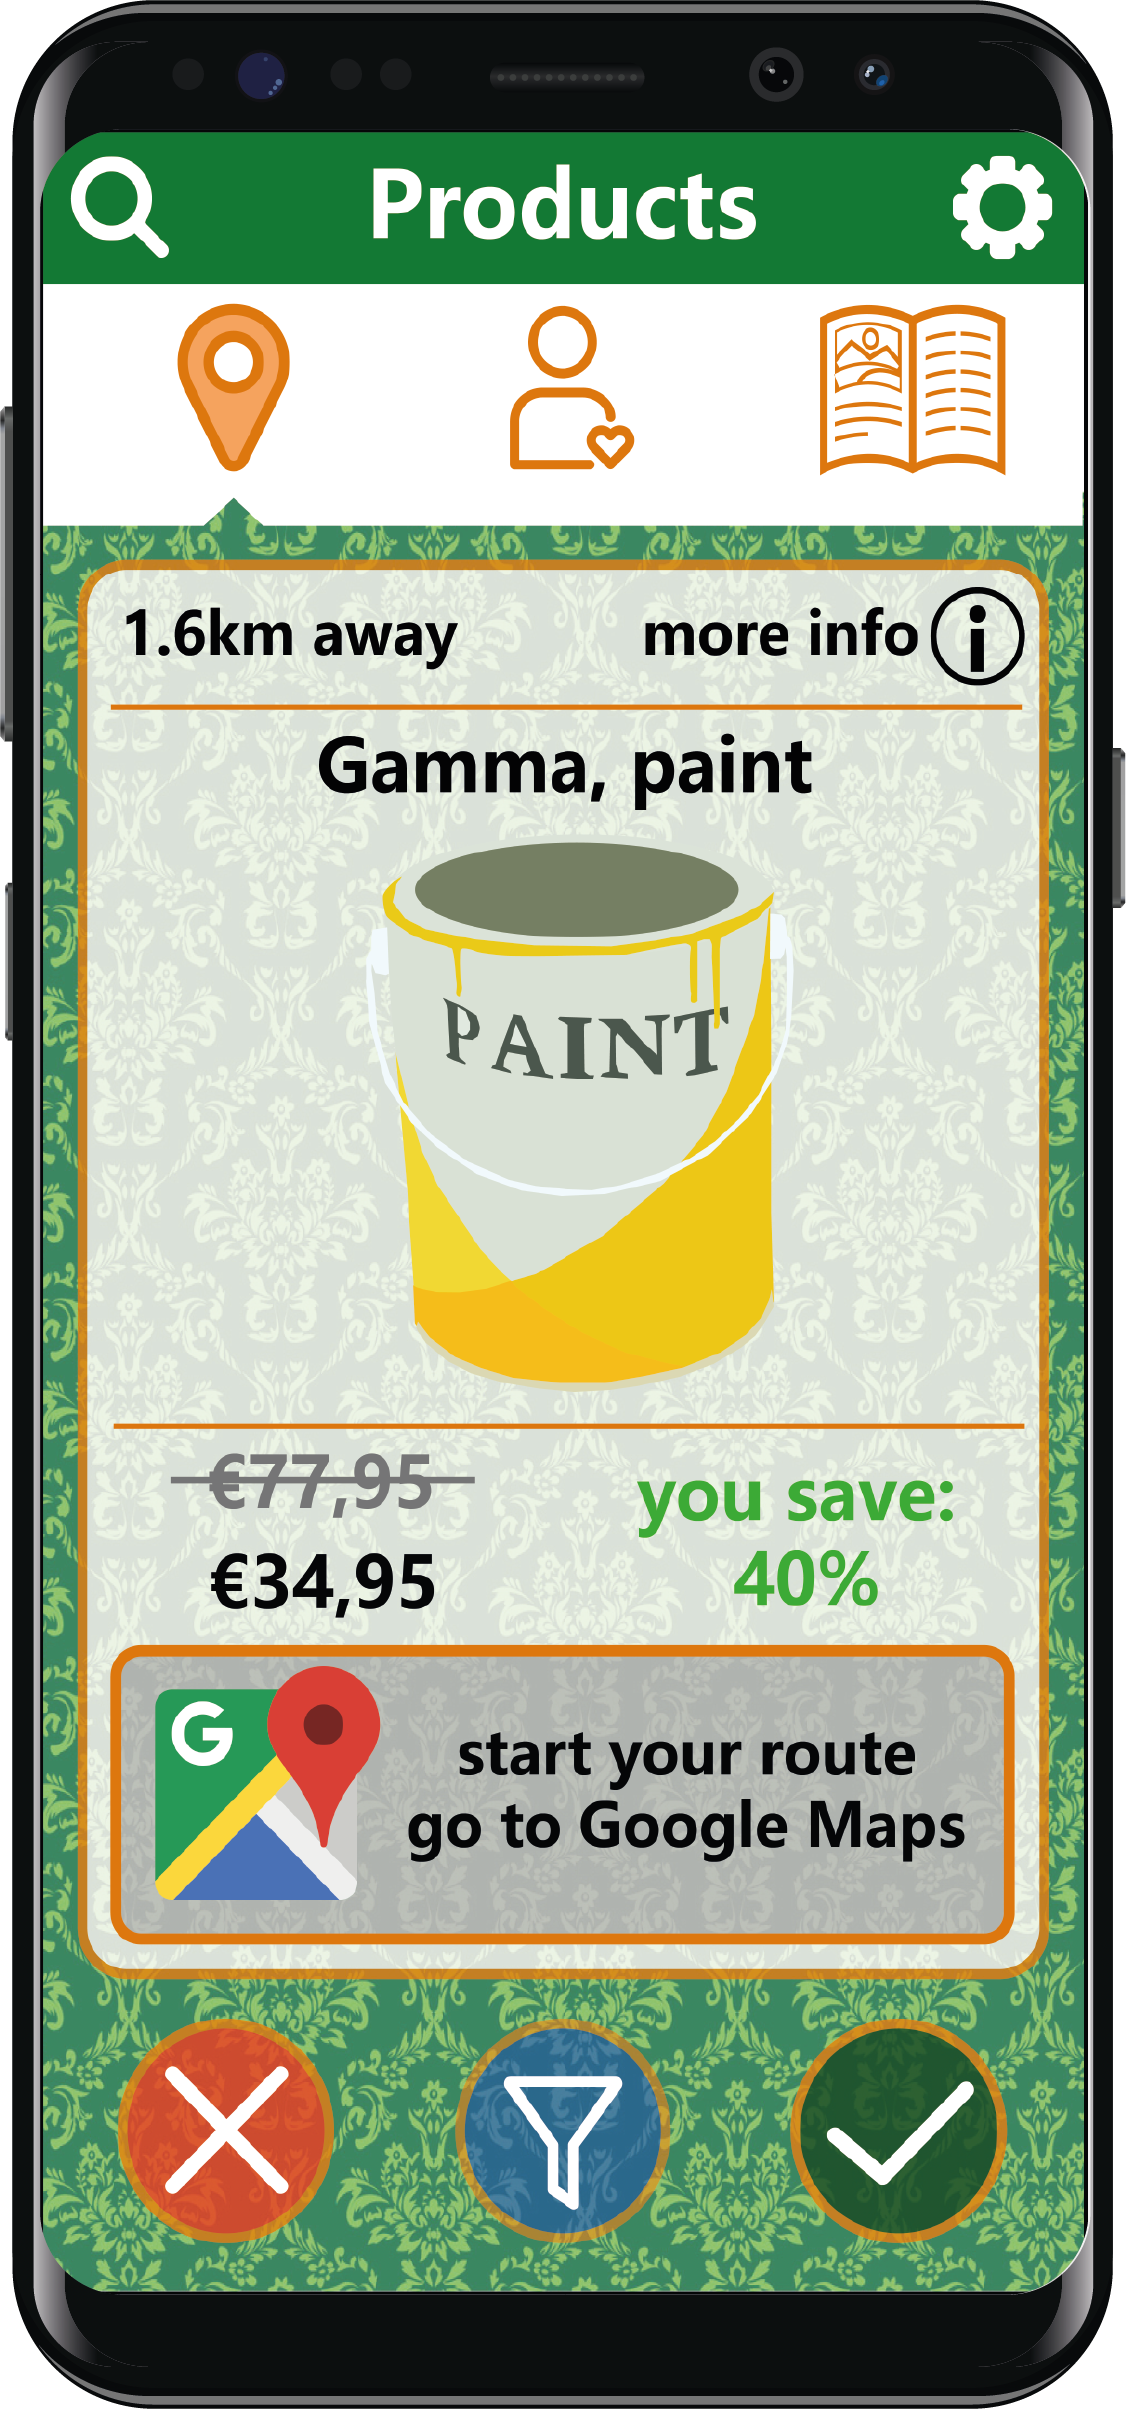 Products
1.6km away more info i
Gamma, paint
PAINT
€77,95
€34,95
you save:
40%
G
start your route
go to Google Maps